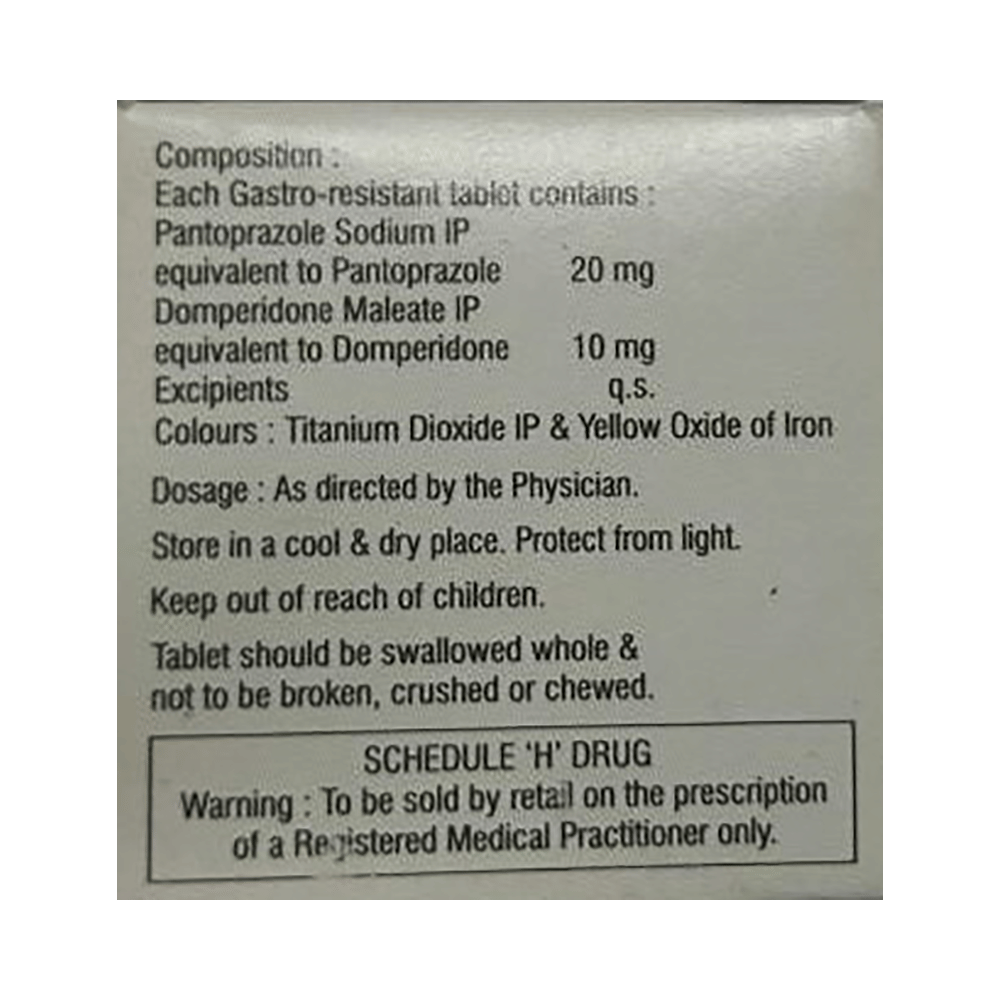 Composition :
Each Gastro-resistant tablet contains :
Pantoprazole Sodium IP
equivalent to Pantoprazole 20 mg
Domperidone Maleate IP
equivalent to Domperidone 10 mg
Excipients q.s.
Colours : Titanium Dioxide IP & Yellow Oxide of Iron
Dosage : As directed by the Physician.
Store in a cool & dry place. Protect from light.
Keep out of reach of children.
Tablet should be swallowed whole &
not to be broken, crushed or chewed.
SCHEDULE 'H' DRUG
Warning : To be sold by retail on the prescription
of a Registered Medical Practitioner only.